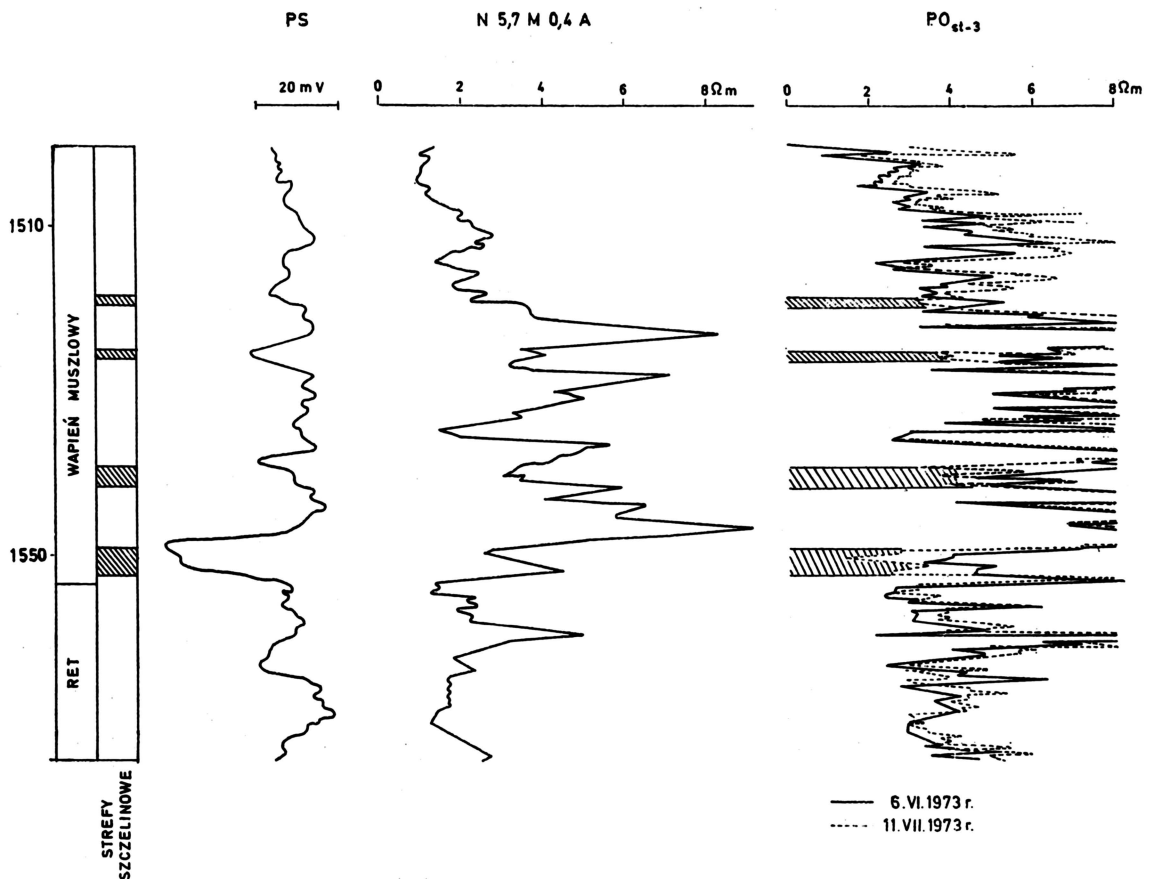 PS
N 5,7 M 0,4 A
PO st-3
20 mV
0 2 4 6 8 Ωm
0 2 4 6 8 Ωm
1510
1550
WAPIEŃ MUSZLOWY
RET
STREFY
SZCZELINOWE
6.VI.1973 r.
11.VII.1973 r.